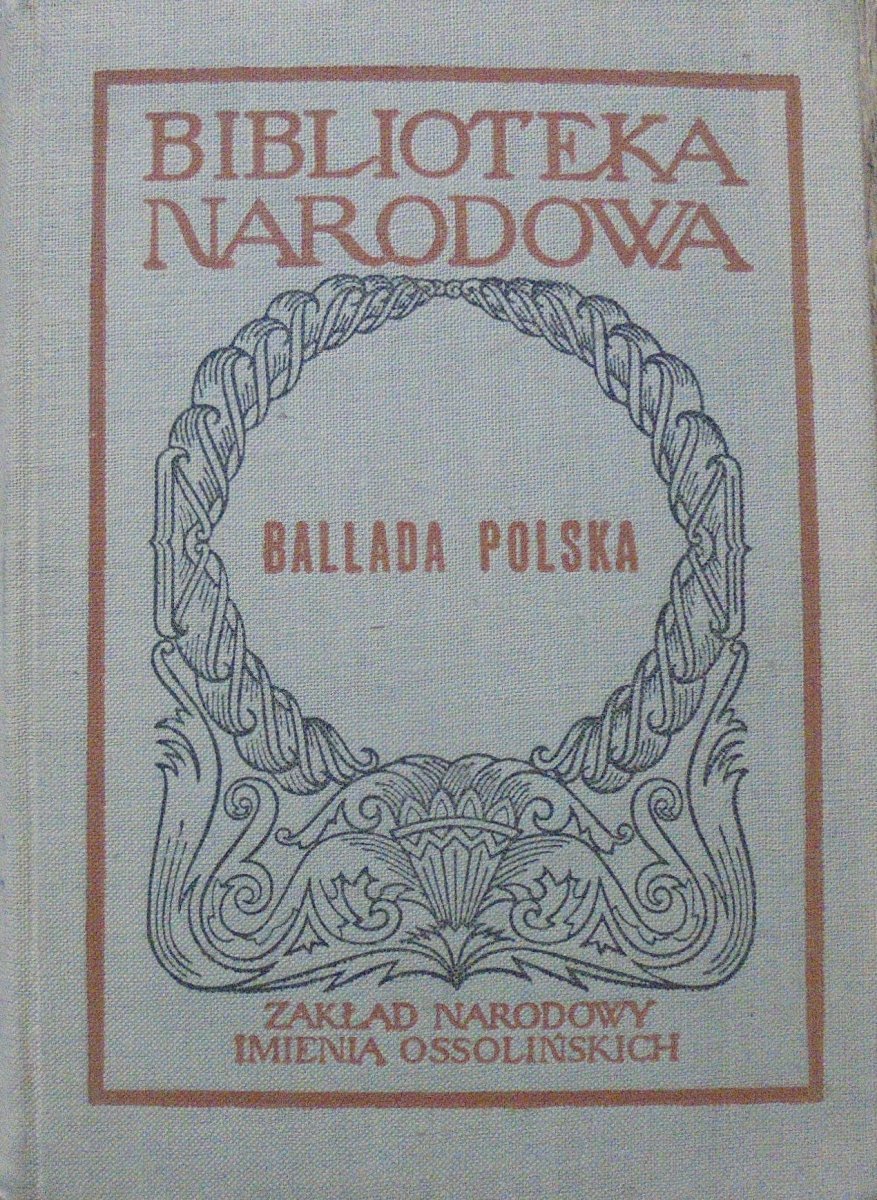 BIBLIOTEKA
NARODOWA
BALLADA POLSKA
ZAKŁAD NARODOWY
IMIENIA OSSOLIŃSKICH